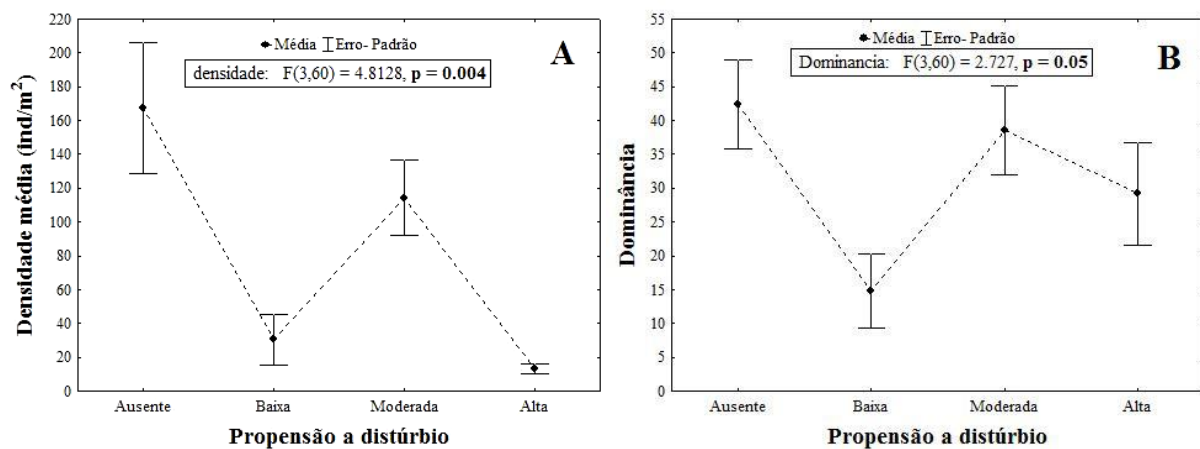 220
200
180
160
140
120
100
80
60
40
20
0
Densidade média (ind/m²)
Média Erro- Padrão
densidade: F(3,60) = 4.8128, p = 0.004
A
Ausente Baixa Moderada Alta
Propensão a distúrbio
55
50
45
40
35
30
25
20
15
10
5
0
Dominância
Média Erro- Padrão
Dominancia: F(3,60) = 2.727, p = 0.05
B
Ausente Baixa Moderada Alta
Propensão a distúrbio